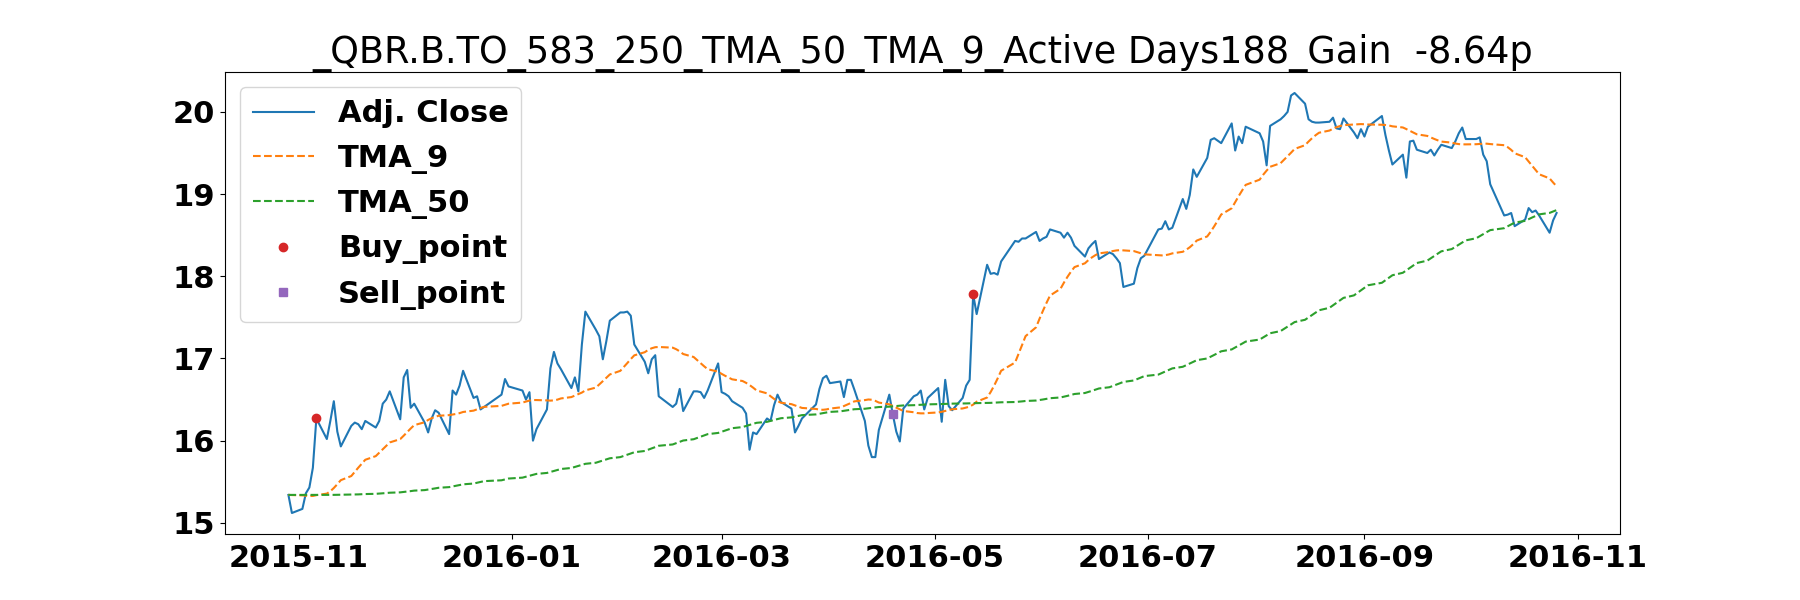 _QBR.B.TO_583_250_TMA_50_TMA_9_Active Days188_Gain  -8.64p
Adj. Close
TMA_9
TMA_50
Buy_point
Sell_point
20
19
18
17
16
15
2015-11 2016-01 2016-03 2016-05 2016-07 2016-09 2016-11